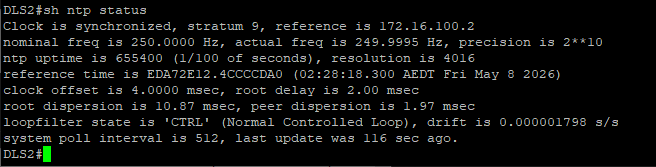 DLS2#sh ntp status
Clock is synchronized, stratum 9, reference is 172.16.100.2
nominal freq is 250.0000 Hz, actual freq is 249.9995 Hz, precision is 2**10
ntp uptime is 655400 (1/100 of seconds), resolution is 4016
reference time is EDA72E12.4CCCCDA0 (02:28:18.300 AEDT Fri May 8 2026)
clock offset is 4.0000 msec, root delay is 2.00 msec
root dispersion is 10.87 msec, peer dispersion is 1.97 msec
loopfilter state is 'CTRL' (Normal Controlled Loop), drift is 0.000001798 s/s
system poll interval is 512, last update was 116 sec ago.
DLS2#